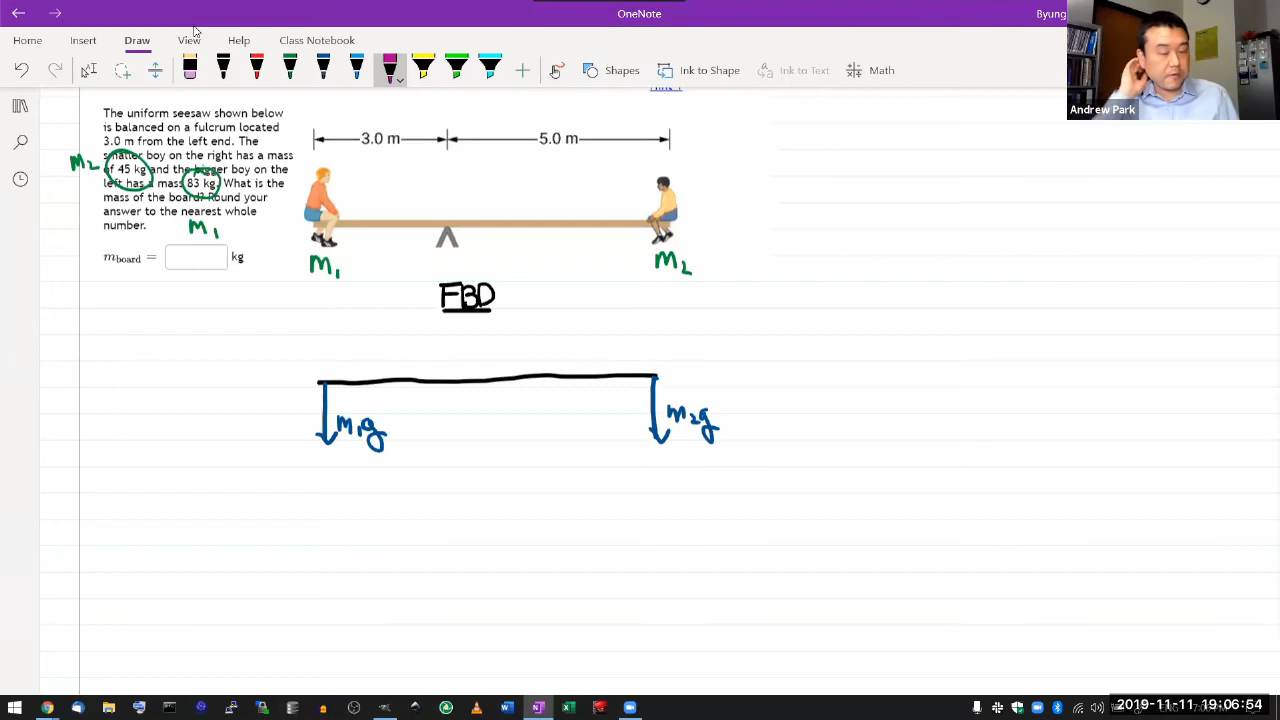 OneNote
Byung
Home
Insert
Draw
View
Help
Class Notebook
Shapes
Ink to Shape
Ink to Text
Math
Andrew Park
The uniform seesaw shown below
is balanced on a fulcrum located
3.0 m from the left end. The
smaller boy on the right has a mass
of 45 kg and the bigger boy on the
left has a mass 83 kg. What is the
mass of the board? Round your
answer to the nearest whole
number.
m₂
m₁
m board = kg
3.0 m
5.0 m
m₁
m₂
FBD
m₁g
m₂g
2019-11-11 19:06:54